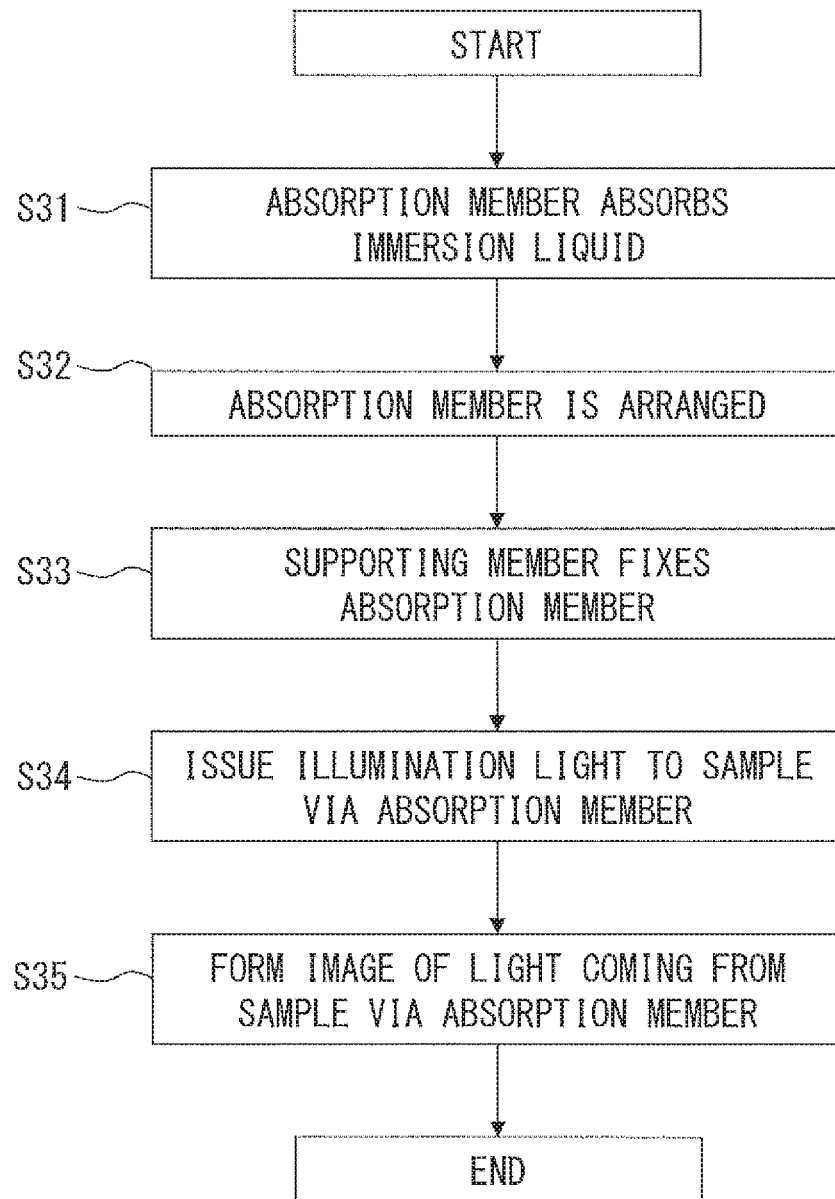 START
S31
ABSORPTION MEMBER ABSORBS
IMMERSION LIQUID
S32
ABSORPTION MEMBER IS ARRANGED
S33
SUPPORTING MEMBER FIXES
ABSORPTION MEMBER
S34
ISSUE ILLUMINATION LIGHT TO SAMPLE
VIA ABSORPTION MEMBER
S35
FORM IMAGE OF LIGHT COMING FROM
SAMPLE VIA ABSORPTION MEMBER
END